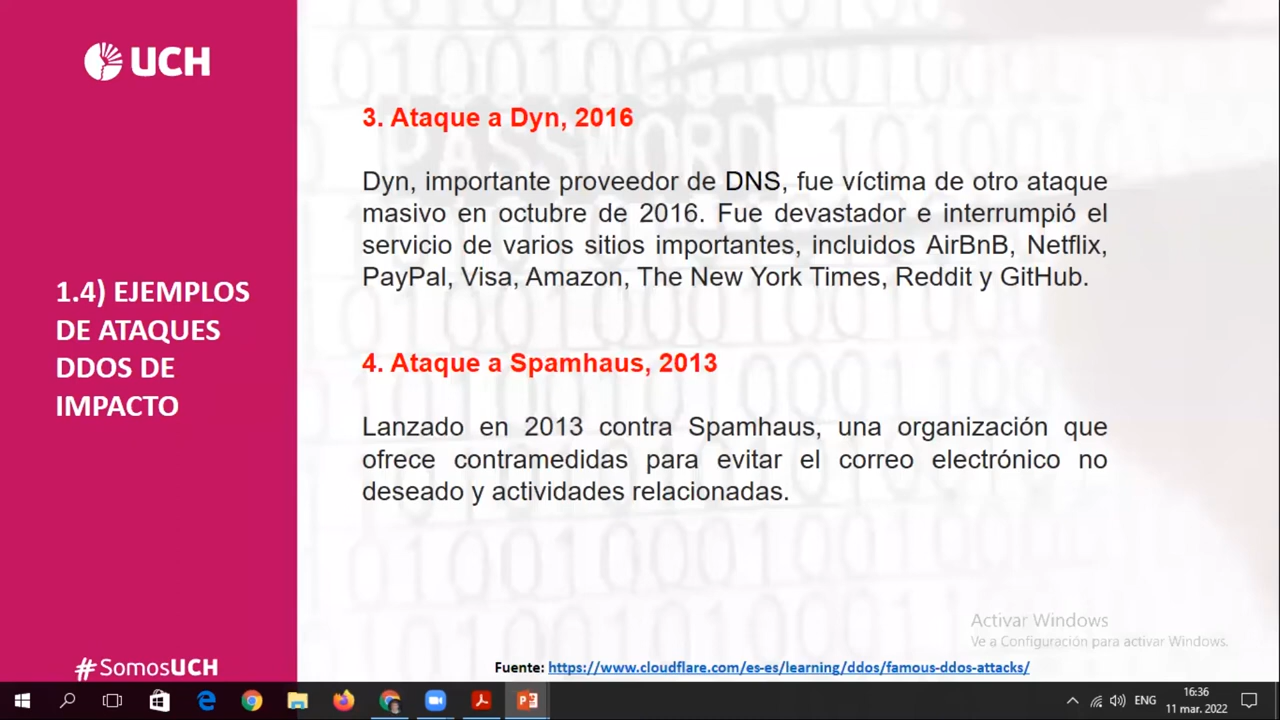 UCH
3. Ataque a Dyn, 2016
PASSWORD
Dyn, importante proveedor de DNS, fue víctima de otro ataque
masivo en octubre de 2016. Fue devastador e interrumpió el
servicio de varios sitios importantes, incluidos AirBnB, Netflix,
PayPal, Visa, Amazon, The New York Times, Reddit y GitHub.
1.4) EJEMPLOS
DE ATAQUES
DDOS DE
IMPACTO
4. Ataque a Spamhaus, 2013
Lanzado en 2013 contra Spamhaus, una organización que
ofrece contramedidas para evitar el correo electrónico no
deseado y actividades relacionadas.
Activar Windows
Ve a Configuración para activar Windows.
#SomosUCH
Fuente: https://www.cloudflare.com/es-es/learning/ddos/famous-ddos-attacks/
ENG
16:36
11 mar. 2022